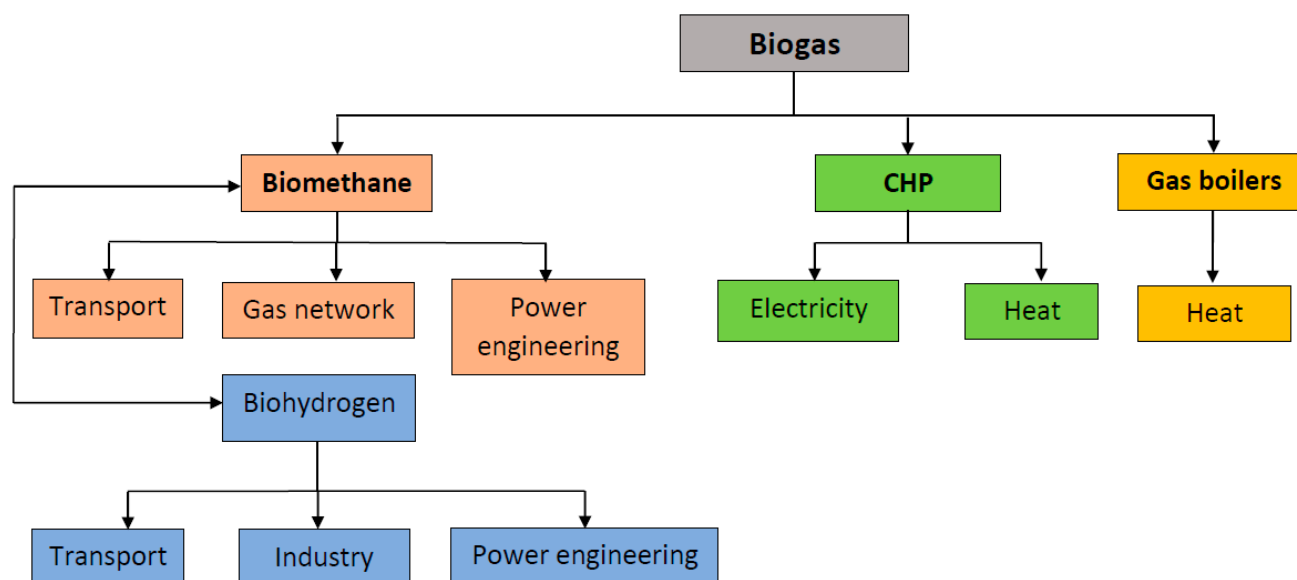 Biogas
Biomethane
CHP
Gas boilers
Transport
Gas network
Power
engineering
Electricity
Heat
Heat
Biohydrogen
Transport
Industry
Power engineering